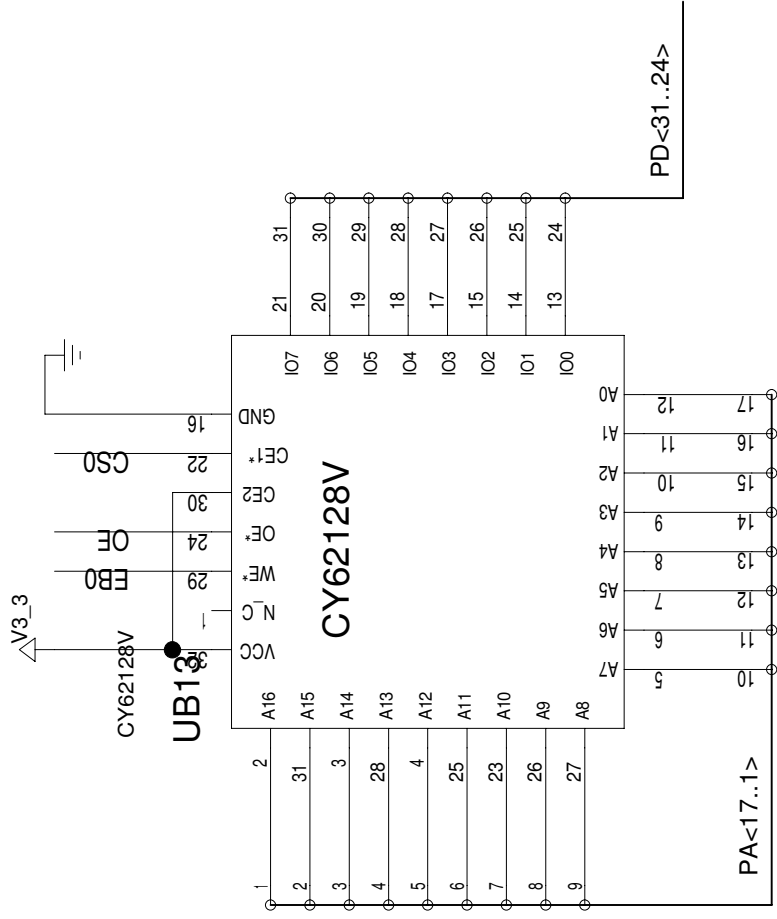 PD<31..24>
31
30
29
28
27
26
25
24
21
20
19
18
17
15
14
13
IO7
IO6
IO5
IO4
IO3
IO2
IO1
IO0
16
GND
CS0
22
CE1*
30
CE2
OE
24
OE*
EB0
29
WE*
1
N_C
V3_3
32
VCC
CY62128V
UB13
CY62128V
A0
12
17
A1
11
16
A2
10
15
A3
9
14
A4
8
13
A5
7
12
A6
6
11
A7
5
10
A16
2
1
A15
31
2
A14
3
3
A13
28
4
A12
4
5
A11
25
6
A10
23
7
A9
26
8
A8
27
9
PA<17..1>